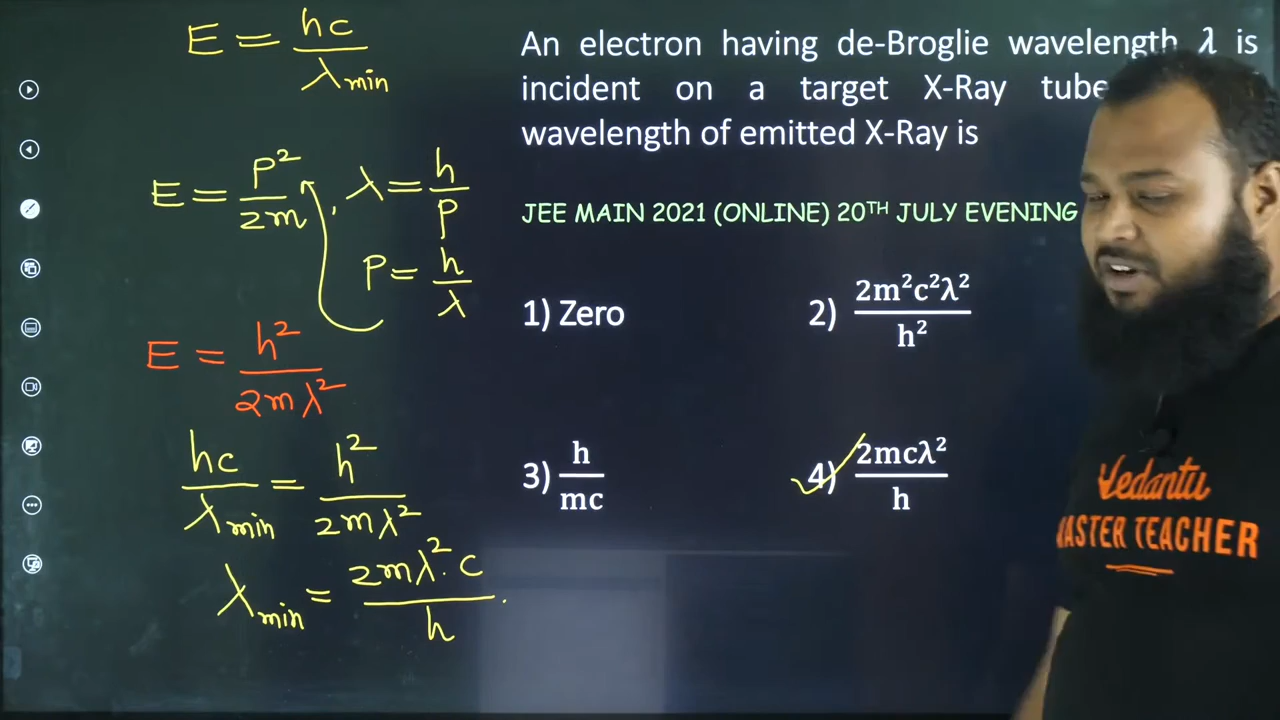 E = hc/λmin
E = P²/2m, λ = h/P
P = h/λ
E = h²/2mλ²
hc/λmin = h²/2mλ²
λmin = 2mλ².c/h.
An electron having de-Broglie wavelength λ is
incident on a target X-Ray tube
wavelength of emitted X-Ray is
JEE MAIN 2021 (ONLINE) 20TH JULY EVENING
1) Zero
2) 2m²c²λ²/h²
3) h/mc
4) 2mcλ²/h
Vedantu
MASTER TEACHER